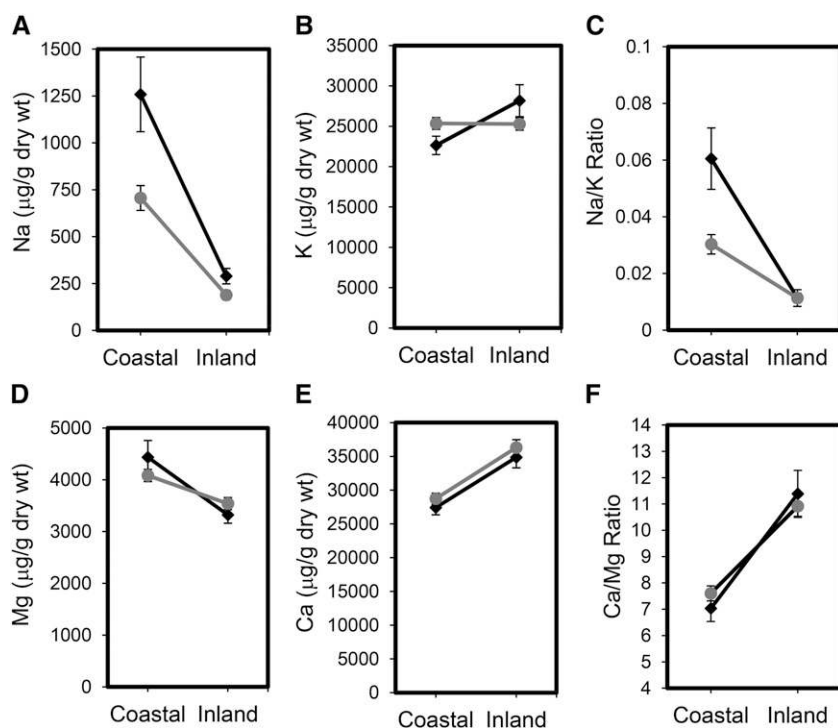 A
Na (µg/g dry wt)
1500
1250
1000
750
500
250
0
Coastal Inland
B
K (µg/g dry wt)
35000
30000
25000
20000
15000
10000
5000
0
Coastal Inland
C
Na/K Ratio
0.1
0.08
0.06
0.04
0.02
0
Coastal Inland
D
Mg (µg/g dry wt)
5000
4000
3000
2000
1000
0
Coastal Inland
E
Ca (µg/g dry wt)
40000
35000
30000
25000
20000
15000
10000
5000
0
Coastal Inland
F
Ca/Mg Ratio
14
13
12
11
10
9
8
7
6
5
4
Coastal Inland